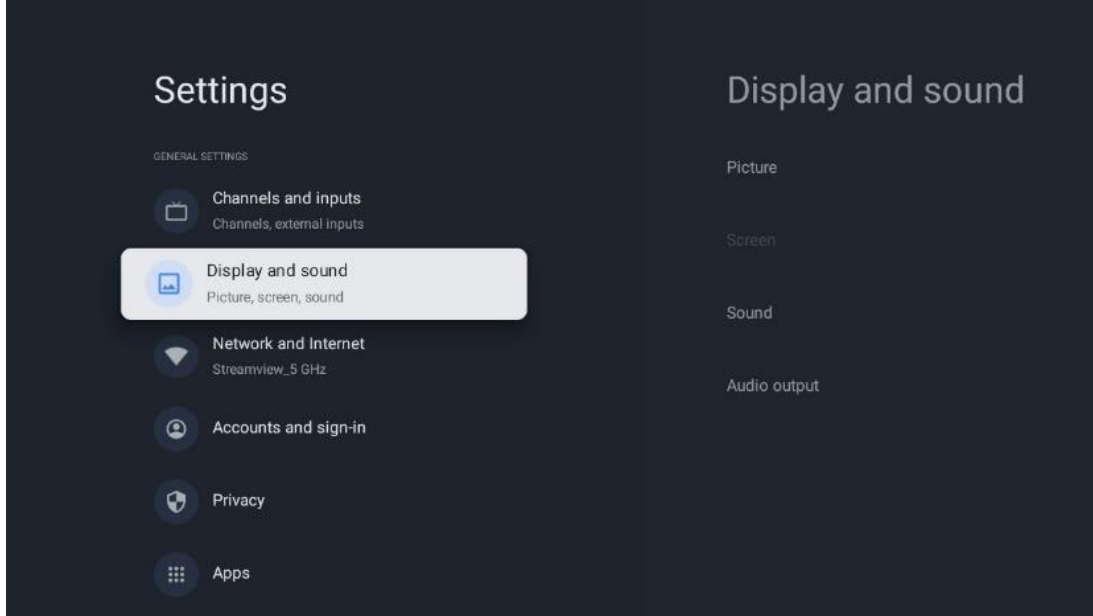 Settings
GENERAL SETTINGS
Channels and inputs
Channels, external inputs
Display and sound
Picture, screen, sound
Network and Internet
Streamview_5 GHz
Accounts and sign-in
Privacy
Apps
Display and sound
Picture
Screen
Sound
Audio output